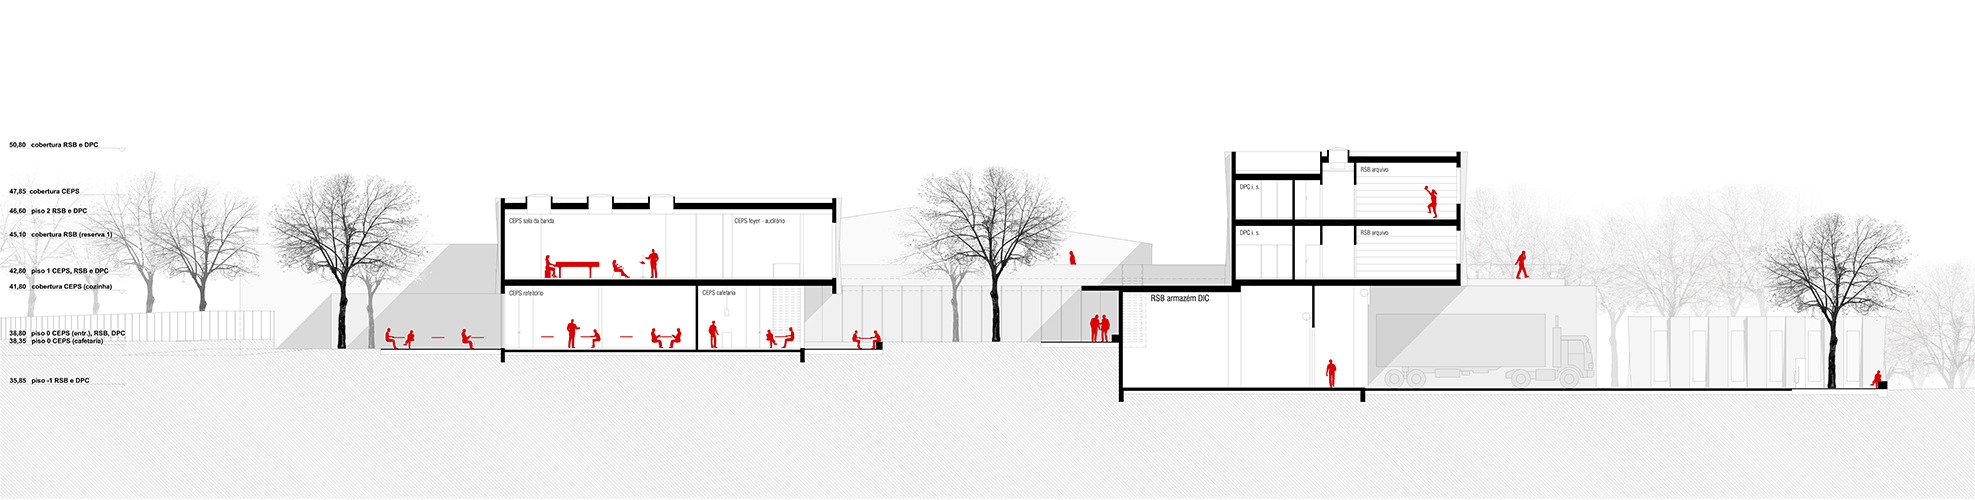 50,80 cobertura RSB e DPC
47,85 cobertura CEPS
46,60 piso 2 RSB e DPC
45,10 cobertura RSB (reserva 1)
42,80 piso 1 CEPS, RSB e DPC
41,80 cobertura CEPS (cozinha)
38,80 piso 0 CEPS (entr.), RSB, DPC
38,35 piso 0 CEPS (cafetaria)
35,85 piso -1 RSB e DPC
CEPS sala da banda
CEPS foyer - auditório
CEPS refeitório
CEPS cafetaria
DPC i. s.
RSB arquivo
DPC i. s.
RSB arquivo
RSB armazém DIC